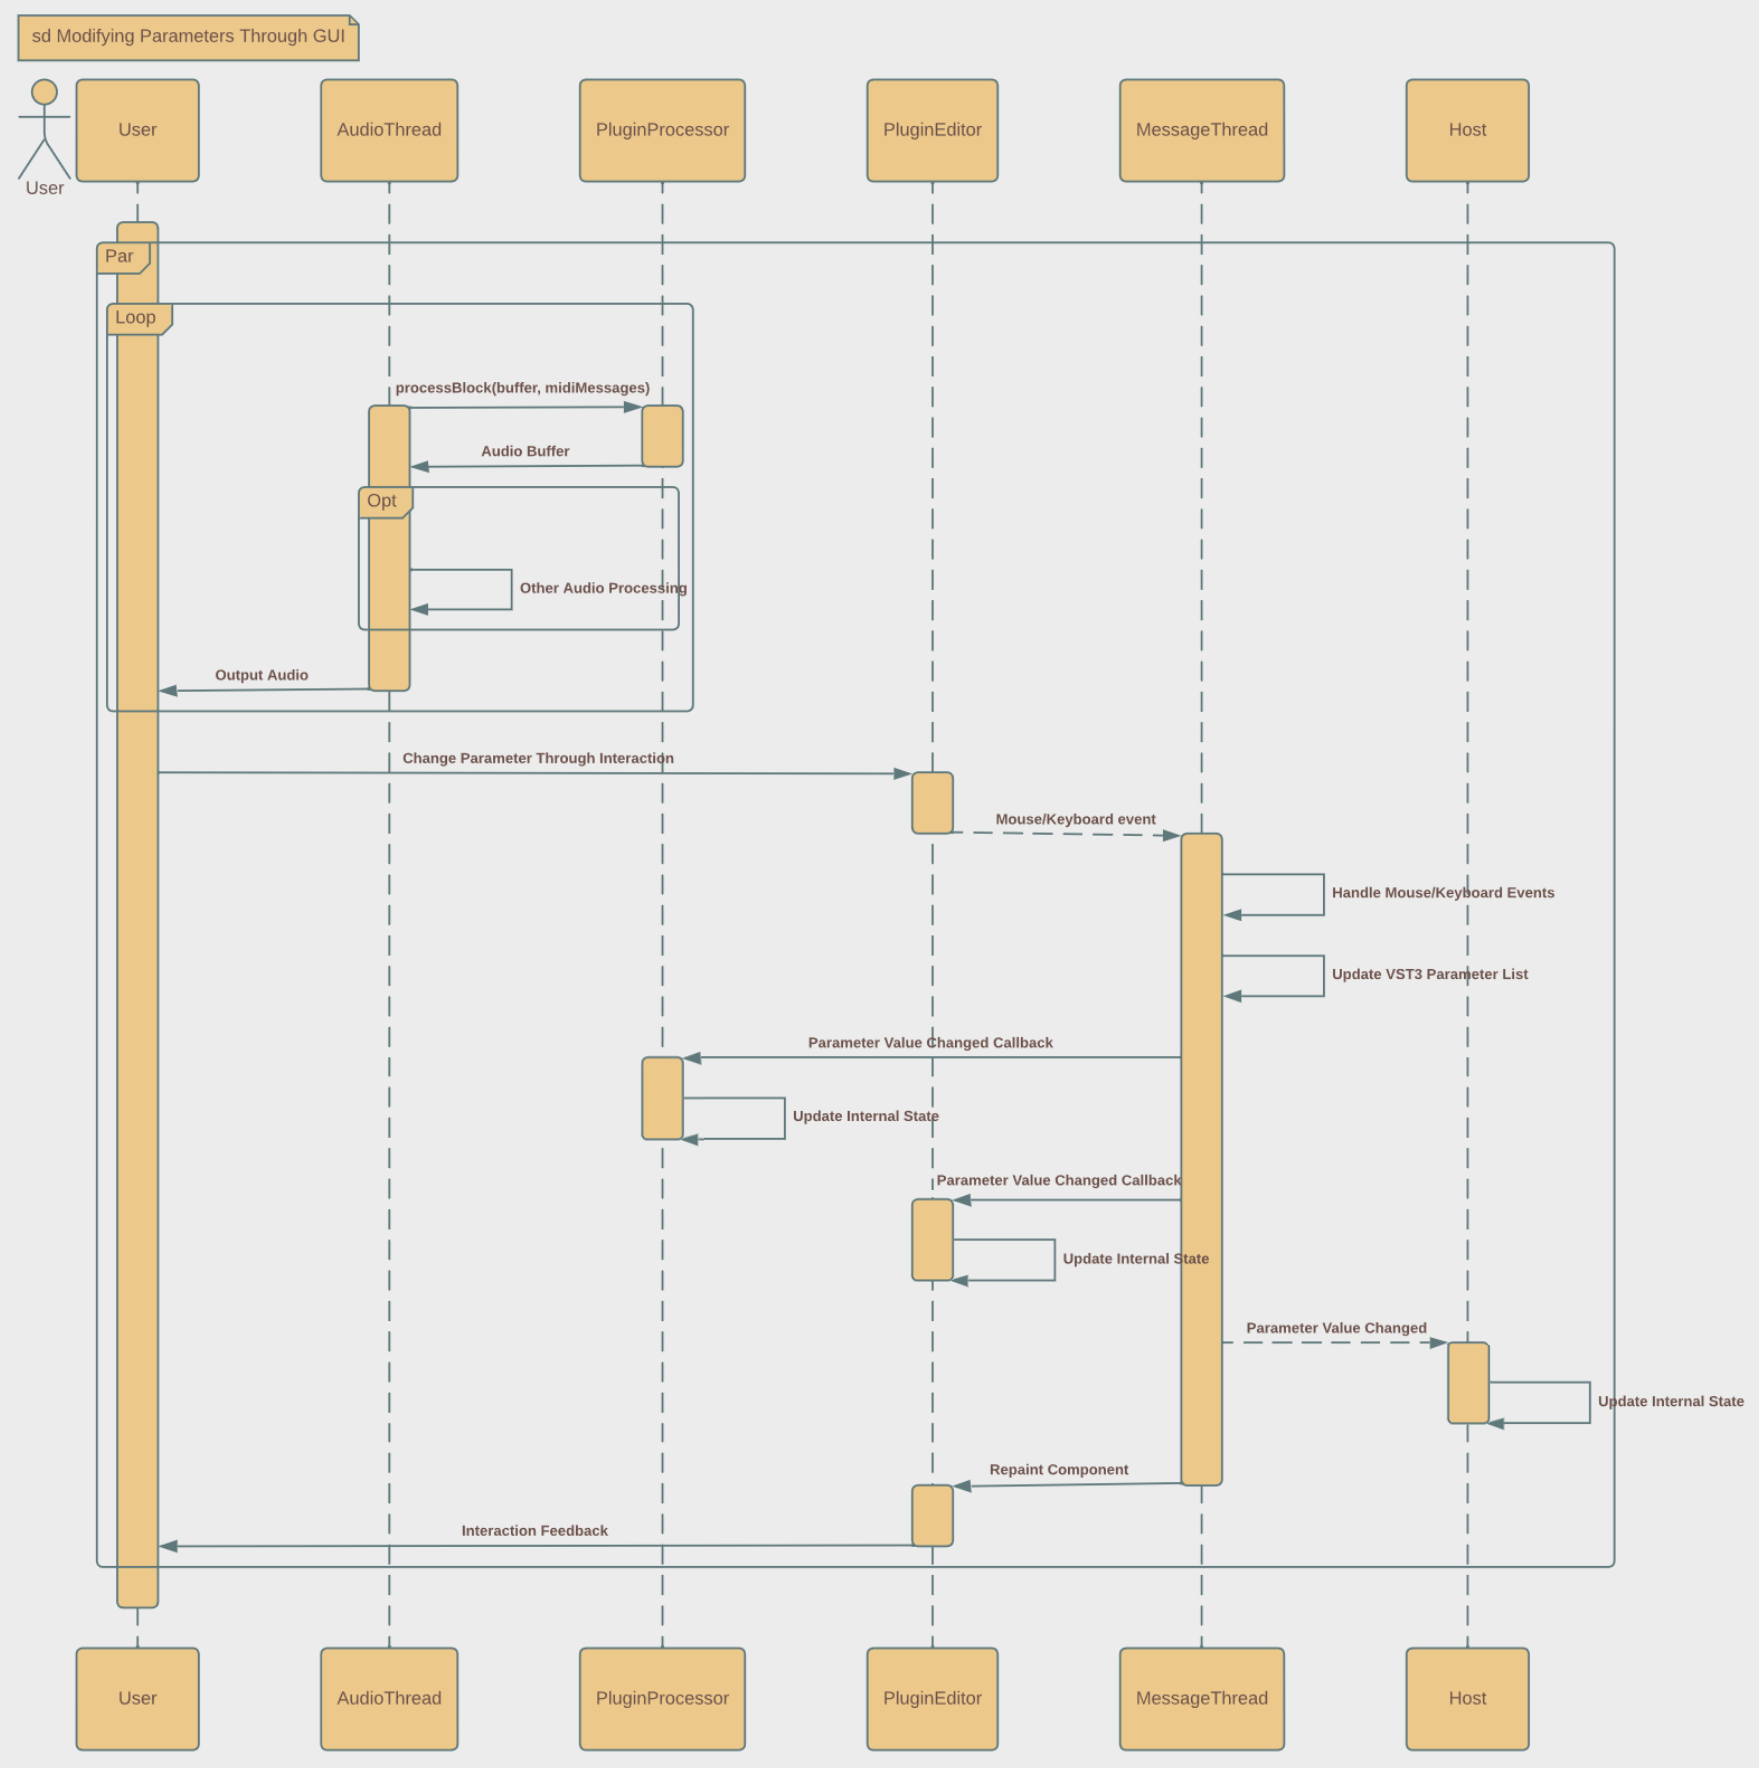 sd Modifying Parameters Through GUI
User
User
AudioThread
PluginProcessor
PluginEditor
MessageThread
Host
Par
Loop
processBlock(buffer, midiMessages)
Audio Buffer
Opt
Other Audio Processing
Output Audio
Change Parameter Through Interaction
Mouse/Keyboard event
Handle Mouse/Keyboard Events
Update VST3 Parameter List
Parameter Value Changed Callback
Update Internal State
Parameter Value Changed Callback
Update Internal State
Parameter Value Changed
Update Internal State
Repaint Component
Interaction Feedback
User
AudioThread
PluginProcessor
PluginEditor
MessageThread
Host